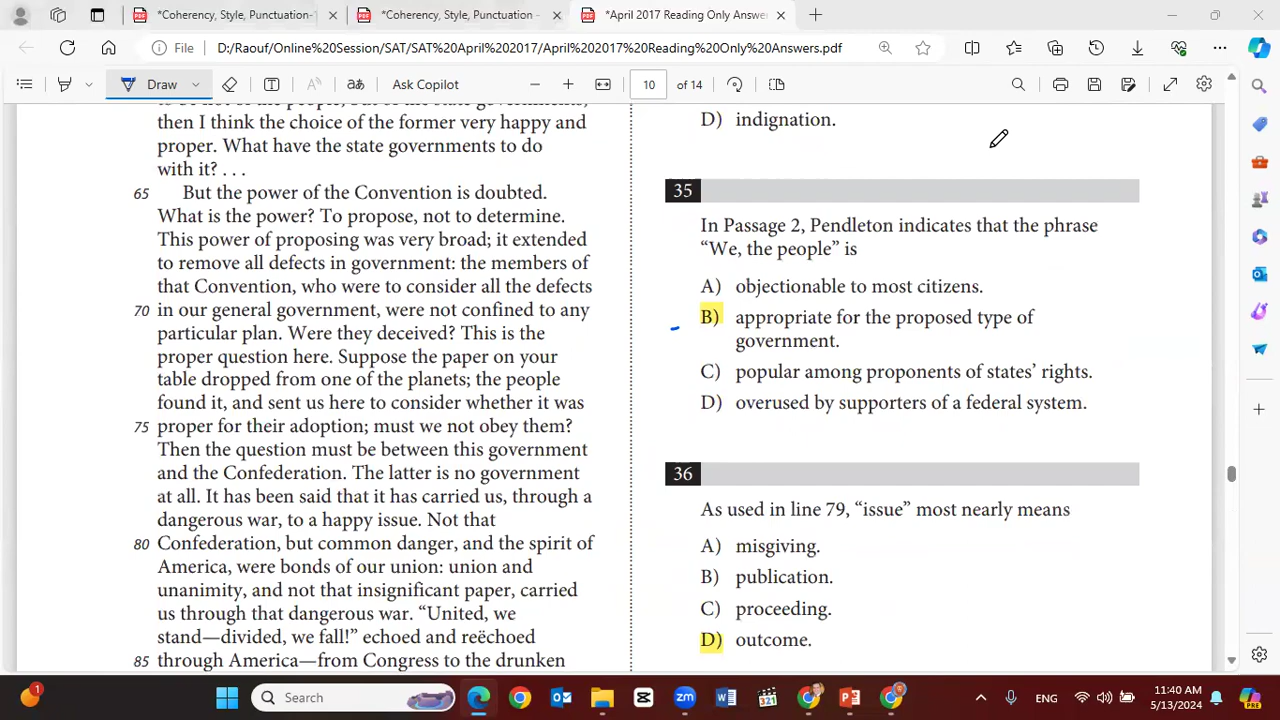 *Coherency, Style, Punctuation-
*Coherency, Style, Punctuation -
*April 2017 Reading Only Answer
File
D:/Raouf/Online%20Session/SAT/SAT%20April%202017/April%202017%20Reading%20Only%20Answers.pdf
Draw
Ask Copilot
10 of 14
then I think the choice of the former very happy and
proper. What have the state governments to do
with it? . . .
65 But the power of the Convention is doubted.
What is the power? To propose, not to determine.
This power of proposing was very broad; it extended
to remove all defects in government: the members of
that Convention, who were to consider all the defects
70 in our general government, were not confined to any
particular plan. Were they deceived? This is the
proper question here. Suppose the paper on your
table dropped from one of the planets; the people
found it, and sent us here to consider whether it was
75 proper for their adoption; must we not obey them?
Then the question must be between this government
and the Confederation. The latter is no government
at all. It has been said that it has carried us, through a
dangerous war, to a happy issue. Not that
80 Confederation, but common danger, and the spirit of
America, were bonds of our union: union and
unanimity, and not that insignificant paper, carried
us through that dangerous war. “United, we
stand—divided, we fall!” echoed and reëchoed
85 through America—from Congress to the drunken
D) indignation.
35
In Passage 2, Pendleton indicates that the phrase
“We, the people” is
A) objectionable to most citizens.
B) appropriate for the proposed type of
government.
C) popular among proponents of states’ rights.
D) overused by supporters of a federal system.
36
As used in line 79, “issue” most nearly means
A) misgiving.
B) publication.
C) proceeding.
D) outcome.
1
Search
ENG
11:40 AM
5/13/2024